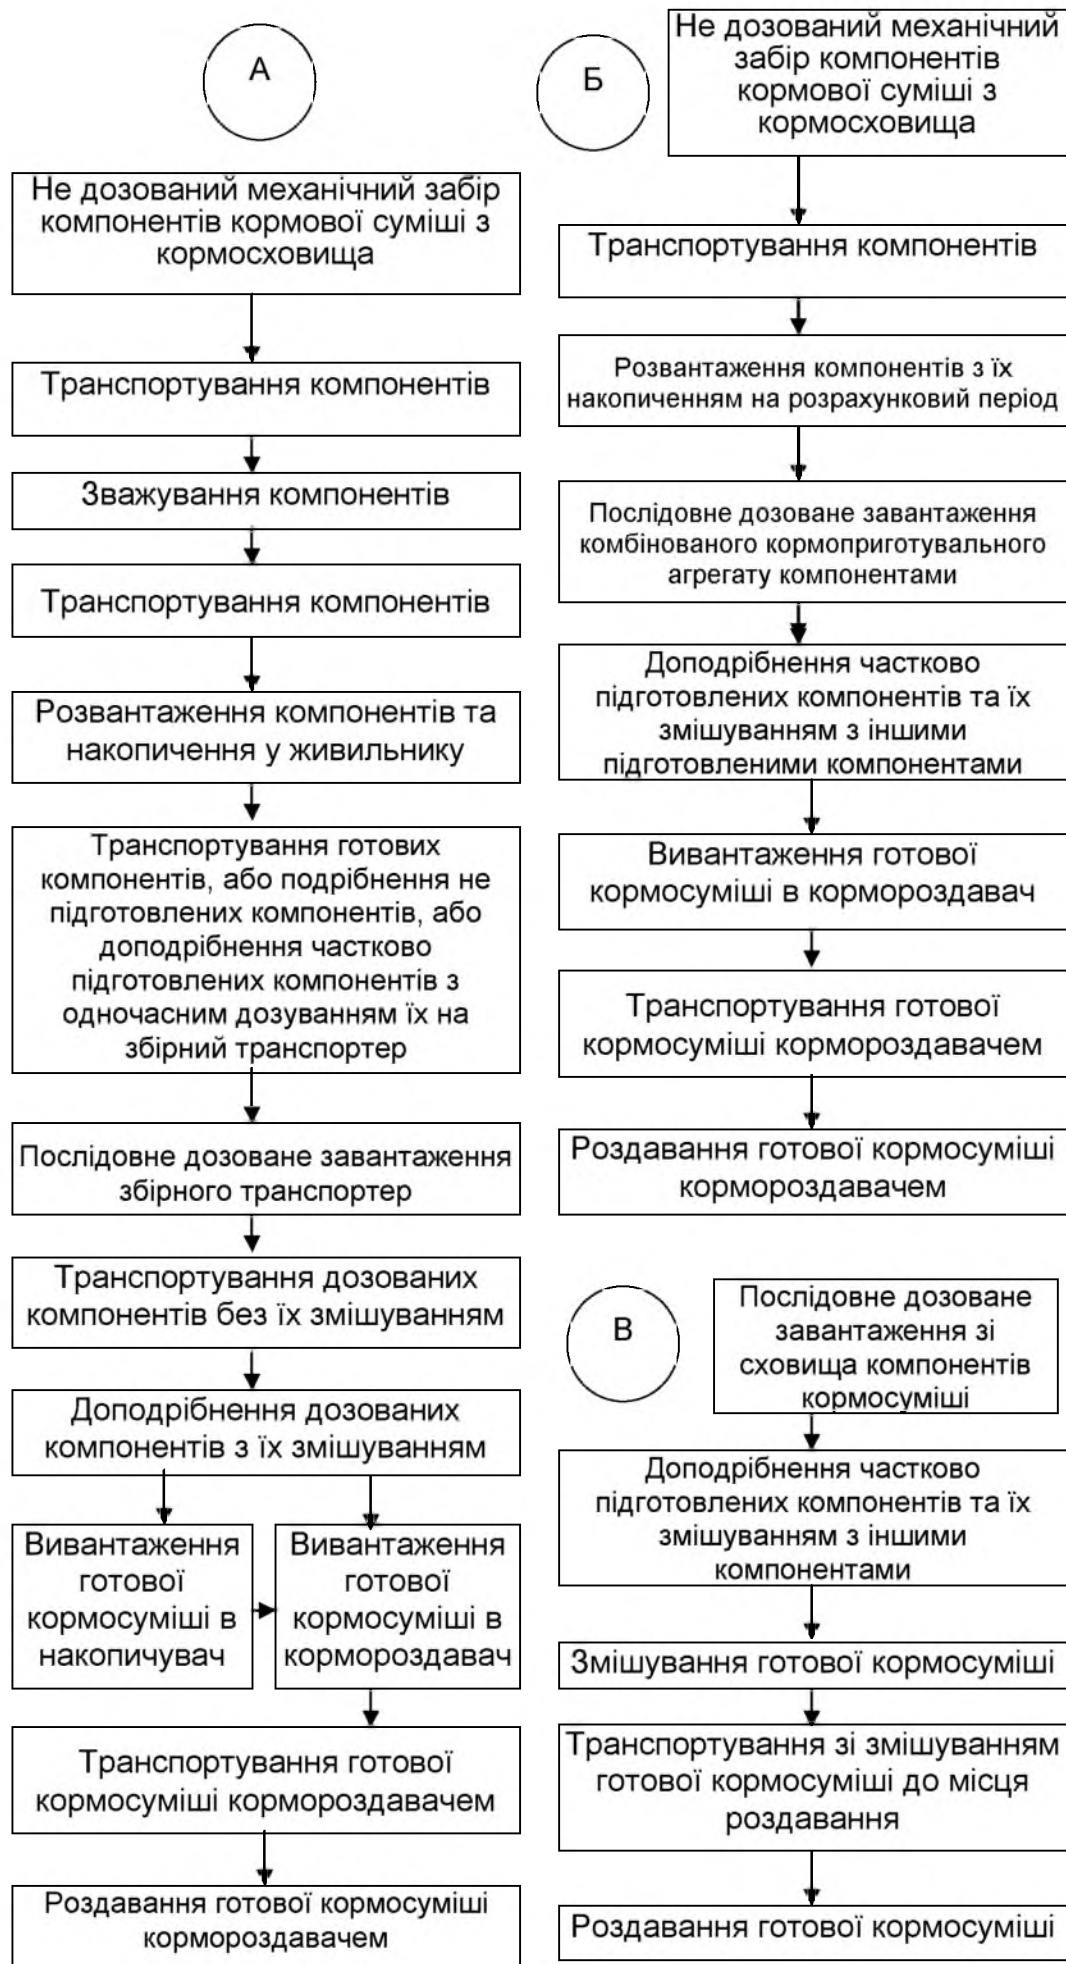 А
Не дозований механічний забір
компонентів кормової суміші з
кормосховища
Транспортування компонентів
Зважування компонентів
Транспортування компонентів
Розвантаження компонентів та
накопичення у живильнику
Транспортування готових
компонентів, або подрібнення не
підготовлених компонентів, або
доподрібнення частково
підготовлених компонентів з
одночасним дозуванням їх на
збірний транспортер
Послідовне дозоване завантаження
збірного транспортер
Транспортування дозованих
компонентів без їх змішуванням
Доподрібнення дозованих
компонентів з їх змішуванням
Вивантаження
готової
кормосуміші в
накопичувач
Вивантаження
готової
кормосуміші в
кормороздавач
Транспортування готової
кормосуміші кормороздавачем
Роздавання готової кормосуміші
кормороздавачем
Б
Не дозований механічний
забір компонентів
кормової суміші з
кормосховища
Транспортування компонентів
Розвантаження компонентів з їх
накопиченням на розрахунковий період
Послідовне дозоване завантаження
комбінованого кормоприготувального
агрегату компонентами
Доподрібнення частково
підготовлених компонентів та їх
змішуванням з іншими
підготовленими компонентами
Вивантаження готової
кормосуміші в кормороздавач
Транспортування готової
кормосуміші кормороздавачем
Роздавання готової кормосуміші
кормороздавачем
В
Послідовне дозоване
завантаження зі
сховища компонентів
кормосуміші
Доподрібнення частково
підготовлених компонентів та їх
змішуванням з іншими
компонентами
Змішування готової кормосуміші
Транспортування зі змішуванням
готової кормосуміші до місця
роздавання
Роздавання готової кормосуміші